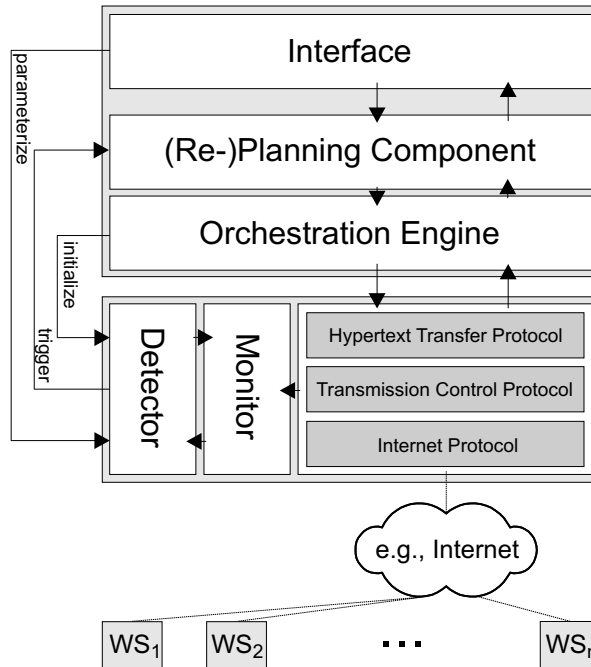 Interface
parameterize
(Re-)Planning Component
Orchestration Engine
initialize
trigger
Detector
Monitor
Hypertext Transfer Protocol
Transmission Control Protocol
Internet Protocol
e.g., Internet
WS1 WS2 ... WSn